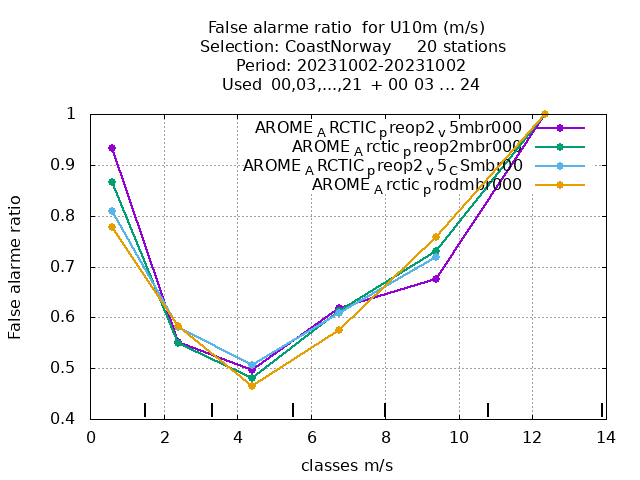 False alarme ratio  for U10m (m/s)
Selection: CoastNorway     20 stations
Period: 20231002-20231002
Used  00,03,...,21  + 00 03 ... 24
AROME_ARCTIC_preop2_v5mbr000
AROME_Arctic_preop2mbr000
AROME_ARCTIC_preop2_v5_CSmbr00
AROME_Arctic_prodmbr000
1
0.9
0.8
0.7
0.6
0.5
0.4
0 2 4 6 8 10 12 14
False alarme ratio
classes m/s